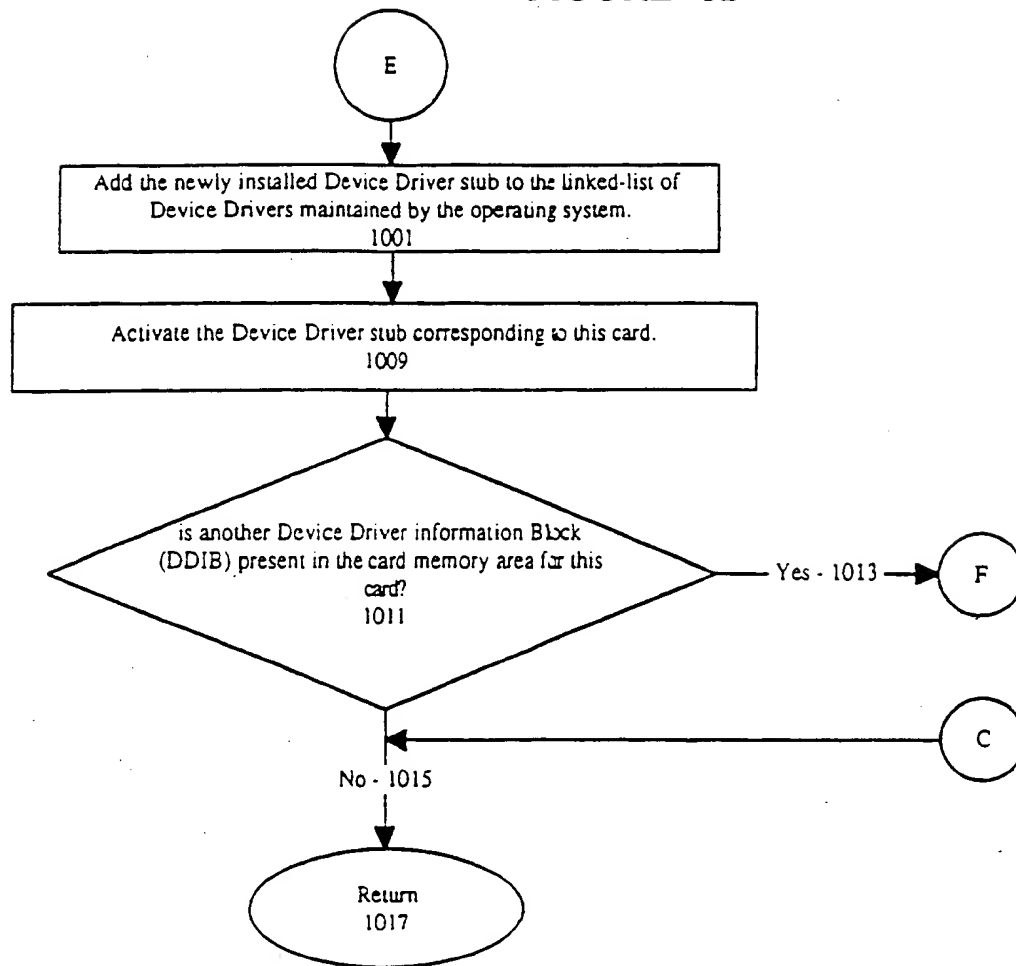 E
Add the newly installed Device Driver stub to the linked-list of
Device Drivers maintained by the operating system.
1001
Activate the Device Driver stub corresponding to this card.
1009
is another Device Driver information Block
(DDIB) present in the card memory area for this
card?
1011
Yes - 1013
F
C
No - 1015
Return
1017